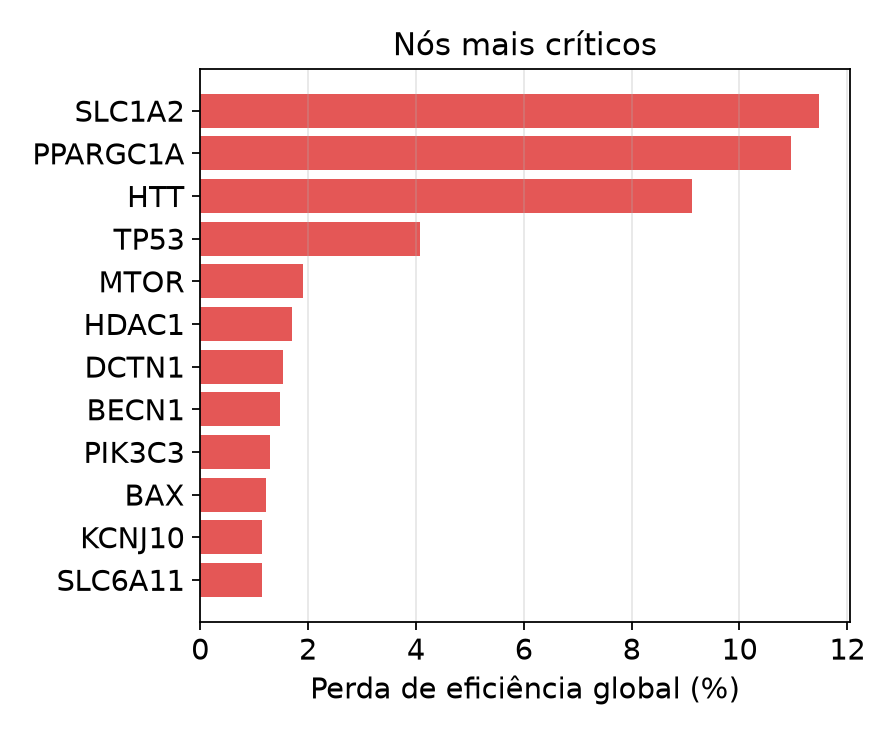 Nós mais críticos
SLC1A2
PPARGC1A
HTT
TP53
MTOR
HDAC1
DCTN1
BECN1
PIK3C3
BAX
KCNJ10
SLC6A11
0 2 4 6 8 10 12
Perda de eficiência global (%)